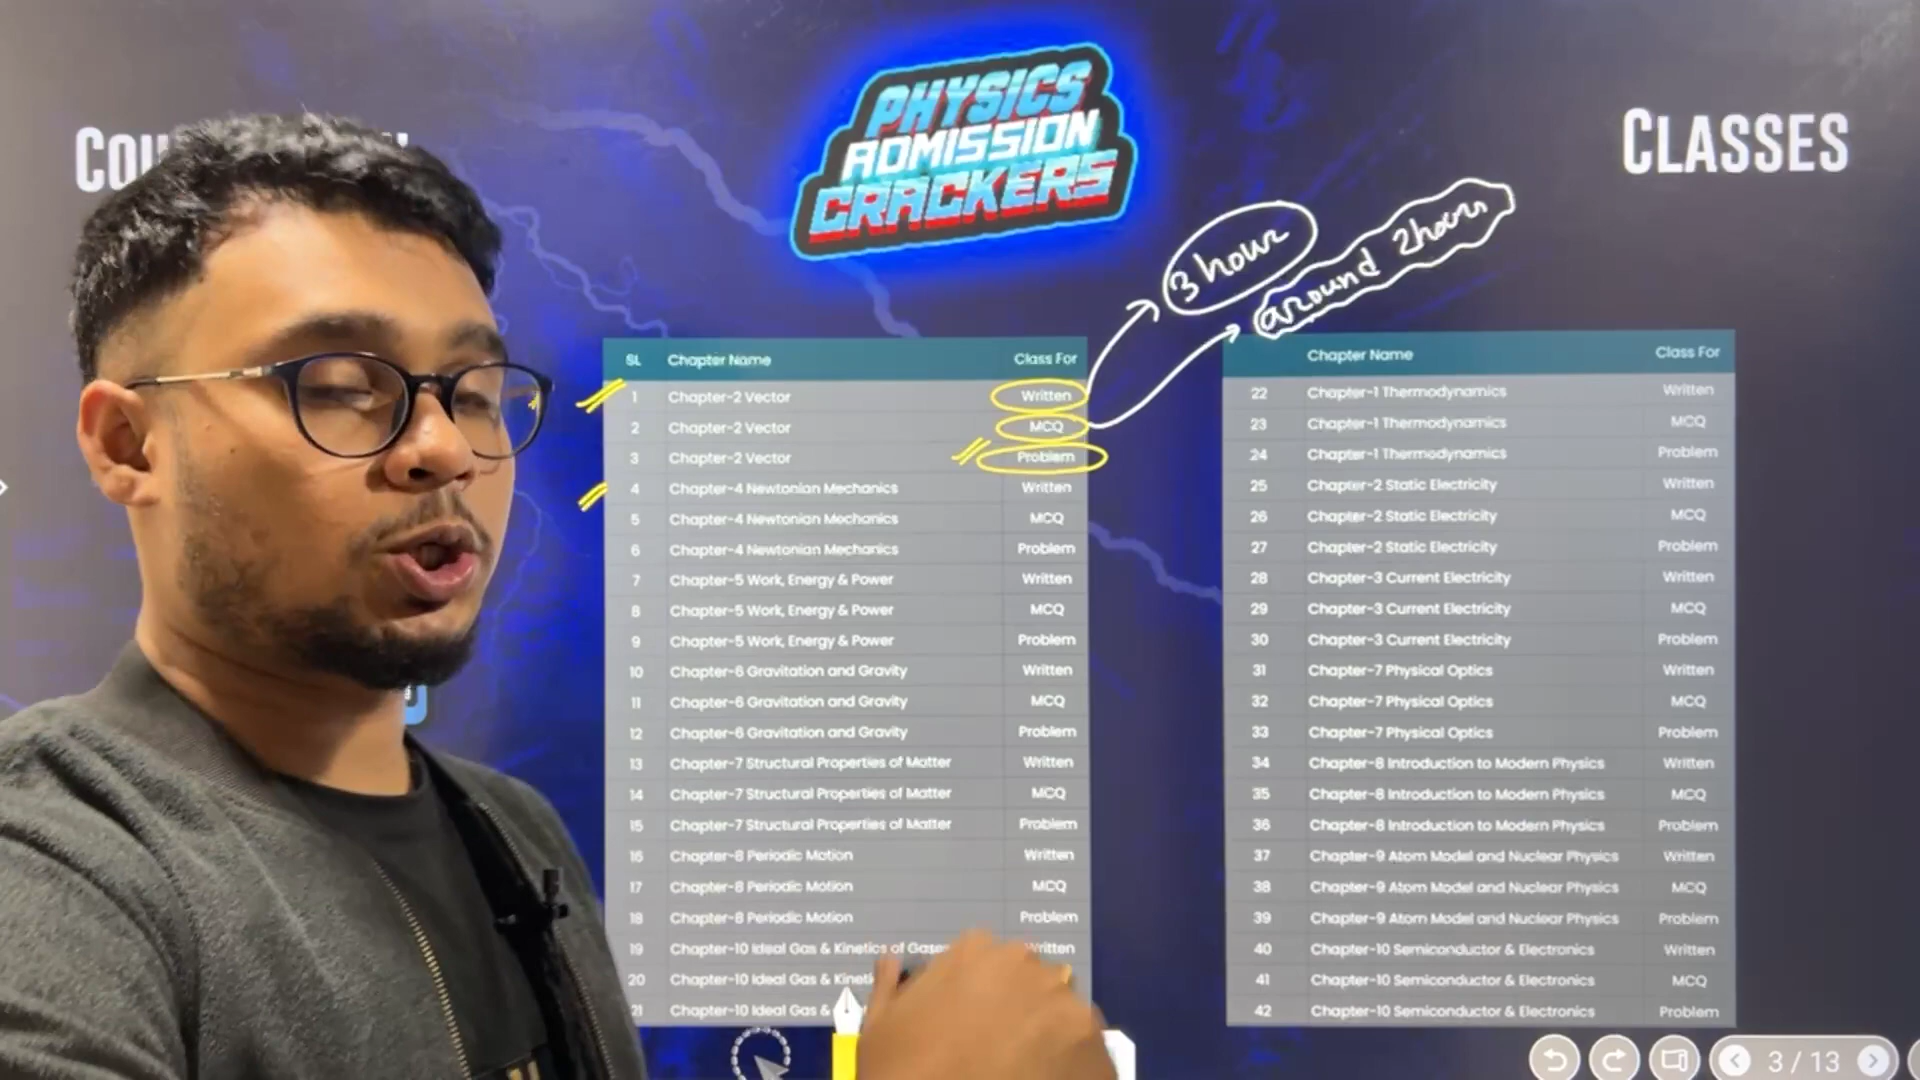 PHYSICS
ADMISSION
CRACKERS
CLASSES
3 hour
around 2hours
SL Chapter Name Class For
1 Chapter-2 Vector Written
2 Chapter-2 Vector MCQ
3 Chapter-2 Vector Problem
4 Chapter-4 Newtonian Mechanics Written
5 Chapter-4 Newtonian Mechanics MCQ
6 Chapter-4 Newtonian Mechanics Problem
7 Chapter-5 Work, Energy & Power Written
8 Chapter-5 Work, Energy & Power MCQ
9 Chapter-5 Work, Energy & Power Problem
10 Chapter-6 Gravitation and Gravity Written
11 Chapter-6 Gravitation and Gravity MCQ
12 Chapter-6 Gravitation and Gravity Problem
13 Chapter-7 Structural Properties of Matter Written
14 Chapter-7 Structural Properties of Matter MCQ
15 Chapter-7 Structural Properties of Matter Problem
16 Chapter-8 Periodic Motion Written
17 Chapter-8 Periodic Motion MCQ
18 Chapter-8 Periodic Motion Problem
19 Chapter-10 Ideal Gas & Kinetics of Gases Written
20 Chapter-10 Ideal Gas &
21 Chapter-10 Ideal Gas &
Chapter Name Class For
22 Chapter-1 Thermodynamics Written
23 Chapter-1 Thermodynamics MCQ
24 Chapter-1 Thermodynamics Problem
25 Chapter-2 Static Electricity Written
26 Chapter-2 Static Electricity MCQ
27 Chapter-2 Static Electricity Problem
28 Chapter-3 Current Electricity Written
29 Chapter-3 Current Electricity MCQ
30 Chapter-3 Current Electricity Problem
31 Chapter-7 Physical Optics Written
32 Chapter-7 Physical Optics MCQ
33 Chapter-7 Physical Optics Problem
34 Chapter-8 Introduction to Modern Physics Written
35 Chapter-8 Introduction to Modern Physics MCQ
36 Chapter-8 Introduction to Modern Physics Problem
37 Chapter-9 Atom Model and Nuclear Physics Written
38 Chapter-9 Atom Model and Nuclear Physics MCQ
39 Chapter-9 Atom Model and Nuclear Physics Problem
40 Chapter-10 Semiconductor & Electronics Written
41 Chapter-10 Semiconductor & Electronics MCQ
42 Chapter-10 Semiconductor & Electronics Problem
3 / 13